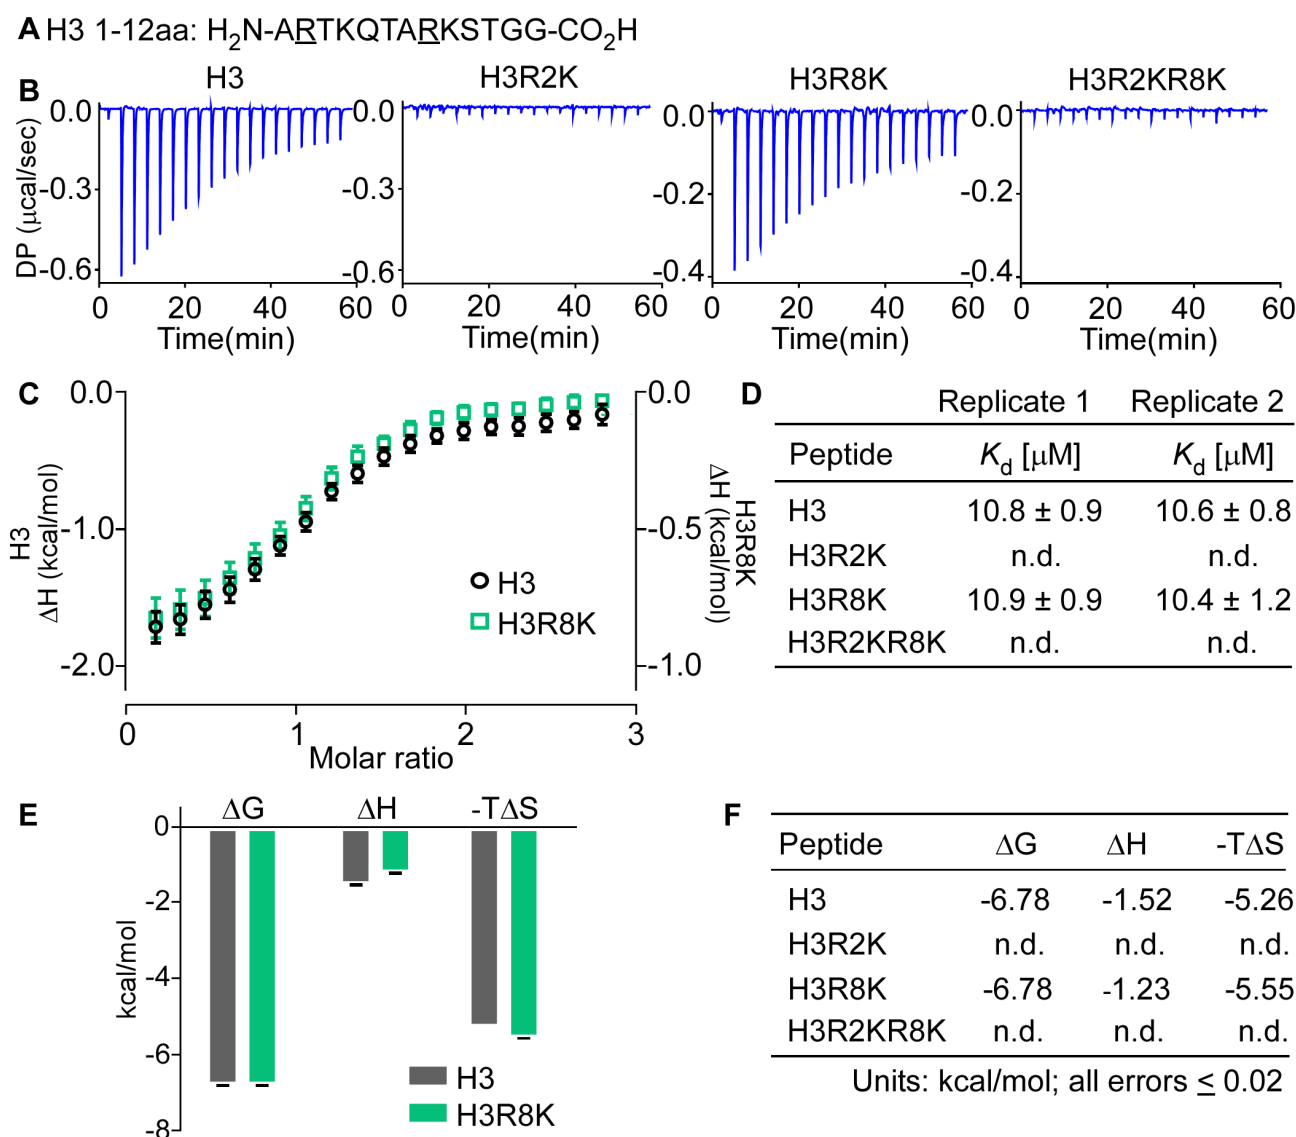 A H3 1-12aa: H₂N-ARTKQTARKSTGG-CO₂H
B H3 H3R2K H3R8K H3R2KR8K
DP (μcal/sec)
0.0 -0.3 -0.6
0 20 40 60
Time(min)
0.0 -0.3 -0.6
0 20 40 60
Time(min)
0.0 -0.2 -0.4
0 20 40 60
Time(min)
0.0 -0.2 -0.4
0 20 40 60
Time(min)
C
H3
ΔH (kcal/mol)
0.0 -1.0 -2.0
H3
H3R8K
0.0 -0.5 -1.0
H3R8K
ΔH (kcal/mol)
0 1 2 3
Molar ratio
D Replicate 1 Replicate 2
Peptide Kd [μM] Kd [μM]
H3 10.8 ± 0.9 10.6 ± 0.8
H3R2K n.d. n.d.
H3R8K 10.9 ± 0.9 10.4 ± 1.2
H3R2KR8K n.d. n.d.
E ΔG ΔH -TΔS
kcal/mol
0 -2 -4 -6 -8
H3
H3R8K
F
Peptide ΔG ΔH -TΔS
H3 -6.78 -1.52 -5.26
H3R2K n.d. n.d. n.d.
H3R8K -6.78 -1.23 -5.55
H3R2KR8K n.d. n.d. n.d.
Units: kcal/mol; all errors ≤ 0.02